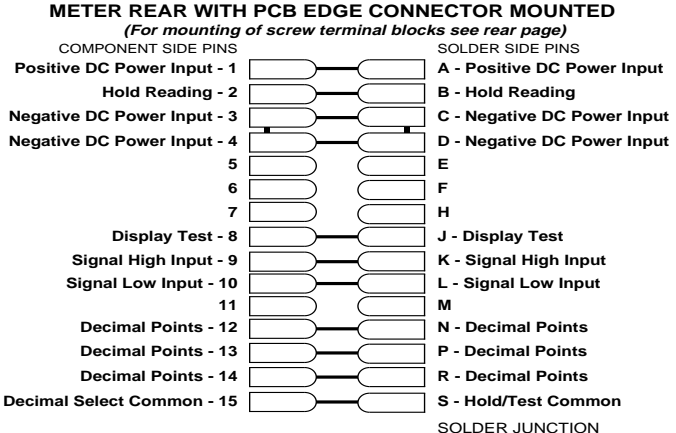 METER REAR WITH PCB EDGE CONNECTOR MOUNTED
(For mounting of screw terminal blocks see rear page)
COMPONENT SIDE PINS SOLDER SIDE PINS
Positive DC Power Input - 1 A - Positive DC Power Input
Hold Reading - 2 B - Hold Reading
Negative DC Power Input - 3 C - Negative DC Power Input
Negative DC Power Input - 4 D - Negative DC Power Input
5 E
6 F
7 H
Display Test - 8 J - Display Test
Signal High Input - 9 K - Signal High Input
Signal Low Input - 10 L - Signal Low Input
11 M
Decimal Points - 12 N - Decimal Points
Decimal Points - 13 P - Decimal Points
Decimal Points - 14 R - Decimal Points
Decimal Select Common - 15 S - Hold/Test Common
SOLDER JUNCTION